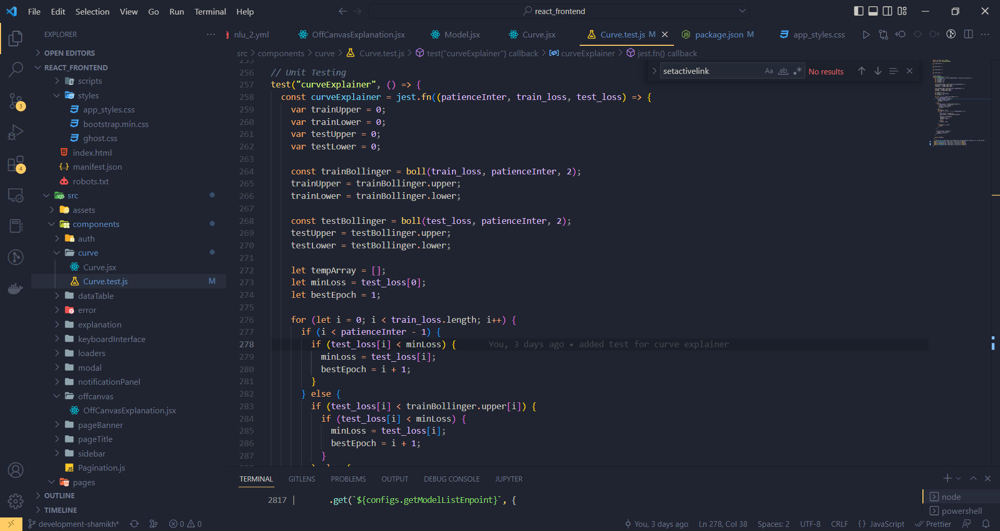 File Edit Selection View Go Run Terminal Help
react_frontend
EXPLORER
nlu_2.yml OffCanvasExplanation.jsx Model.jsx Curve.jsx Curve.test.js M package.json M app_styles.css
src > components > curve > Curve.test.js > test("curveExplainer") callback > curveExplainer > jest.fn() callback
setactivelink
Aa ab .*
No results
OPEN EDITORS
REACT_FRONTEND
scripts
styles
app_styles.css
bootstrap.min.css
ghost.css
index.html
manifest.json
robots.txt
src
assets
components
auth
curve
Curve.jsx
Curve.test.js M
dataTable
error
explanation
keyboardInterface
loaders
modal
notificationPanel
offcanvas
OffCanvasExplanation.jsx
pageBanner
pageTitle
sidebar
JS Pagination.js
pages
OUTLINE
TIMELINE
3
4
255
256 // Unit Testing
257 test("curveExplainer", () => {
258 const curveExplainer = jest.fn((patienceInter, train_loss, test_loss) => {
259 var trainUpper = 0;
260 var trainLower = 0;
261 var testUpper = 0;
262 var testLower = 0;
263
264 const trainBollinger = boll(train_loss, patienceInter, 2);
265 trainUpper = trainBollinger.upper;
266 trainLower = trainBollinger.lower;
267
268 const testBollinger = boll(test_loss, patienceInter, 2);
269 testUpper = testBollinger.upper;
270 testLower = testBollinger.lower;
271
272 let tempArray = [];
273 let minLoss = test_loss[0];
274 let bestEpoch = 1;
275
276 for (let i = 0; i < train_loss.length; i++) {
277 if (i < patienceInter - 1) {
278 if (test_loss[i] < minLoss) { You, 3 days ago • added test for curve explainer
279 minLoss = test_loss[i];
280 bestEpoch = i + 1;
281 }
282 } else {
283 if (test_loss[i] < trainBollinger.upper[i]) {
284 if (test_loss[i] < minLoss) {
285 minLoss = test_loss[i];
286 bestEpoch = i + 1;
287 }
TERMINAL GITLENS PROBLEMS OUTPUT DEBUG CONSOLE JUPYTER
2817 | .get(`${configs.getModelListEnpoint}`, {
node
powershell
development-shamikh* 0 0 You, 3 days ago Ln 278, Col 38 Spaces: 2 UTF-8 CRLF {} JavaScript Prettier